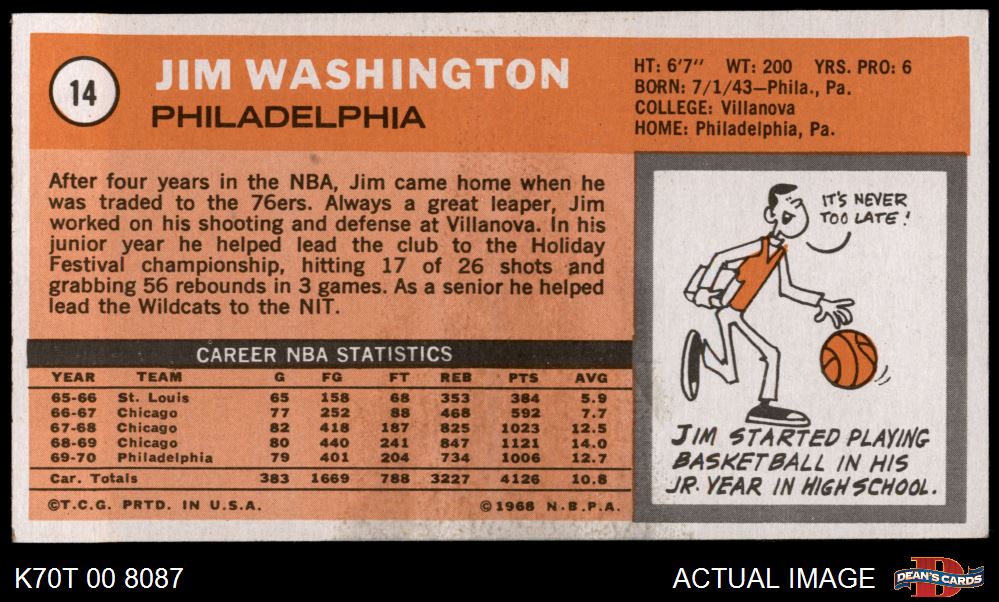 14
JIM WASHINGTON
PHILADELPHIA
HT: 6'7" WT: 200 YRS. PRO: 6
BORN: 7/1/43—Phila., Pa.
COLLEGE: Villanova
HOME: Philadelphia, Pa.
After four years in the NBA, Jim came home when he
was traded to the 76ers. Always a great leaper, Jim
worked on his shooting and defense at Villanova. In his
junior year he helped lead the club to the Holiday
Festival championship, hitting 17 of 26 shots and
grabbing 56 rebounds in 3 games. As a senior he helped
lead the Wildcats to the NIT.
CAREER NBA STATISTICS
YEAR TEAM G FG FT REB PTS AVG
65-66 St. Louis 65 158 68 353 384 5.9
66-67 Chicago 77 252 88 468 592 7.7
67-68 Chicago 82 418 187 825 1023 12.5
68-69 Chicago 80 440 241 847 1121 14.0
69-70 Philadelphia 79 401 204 734 1006 12.7
Car. Totals 383 1669 788 3227 4126 10.8
©T.C.G. PRTD. IN U.S.A. ©1968 N.B.P.A.
IT'S NEVER
TOO LATE!
JIM STARTED PLAYING
BASKETBALL IN HIS
JR. YEAR IN HIGH SCHOOL.
K70T 00 8087
ACTUAL IMAGE
D
DEAN'S CARDS